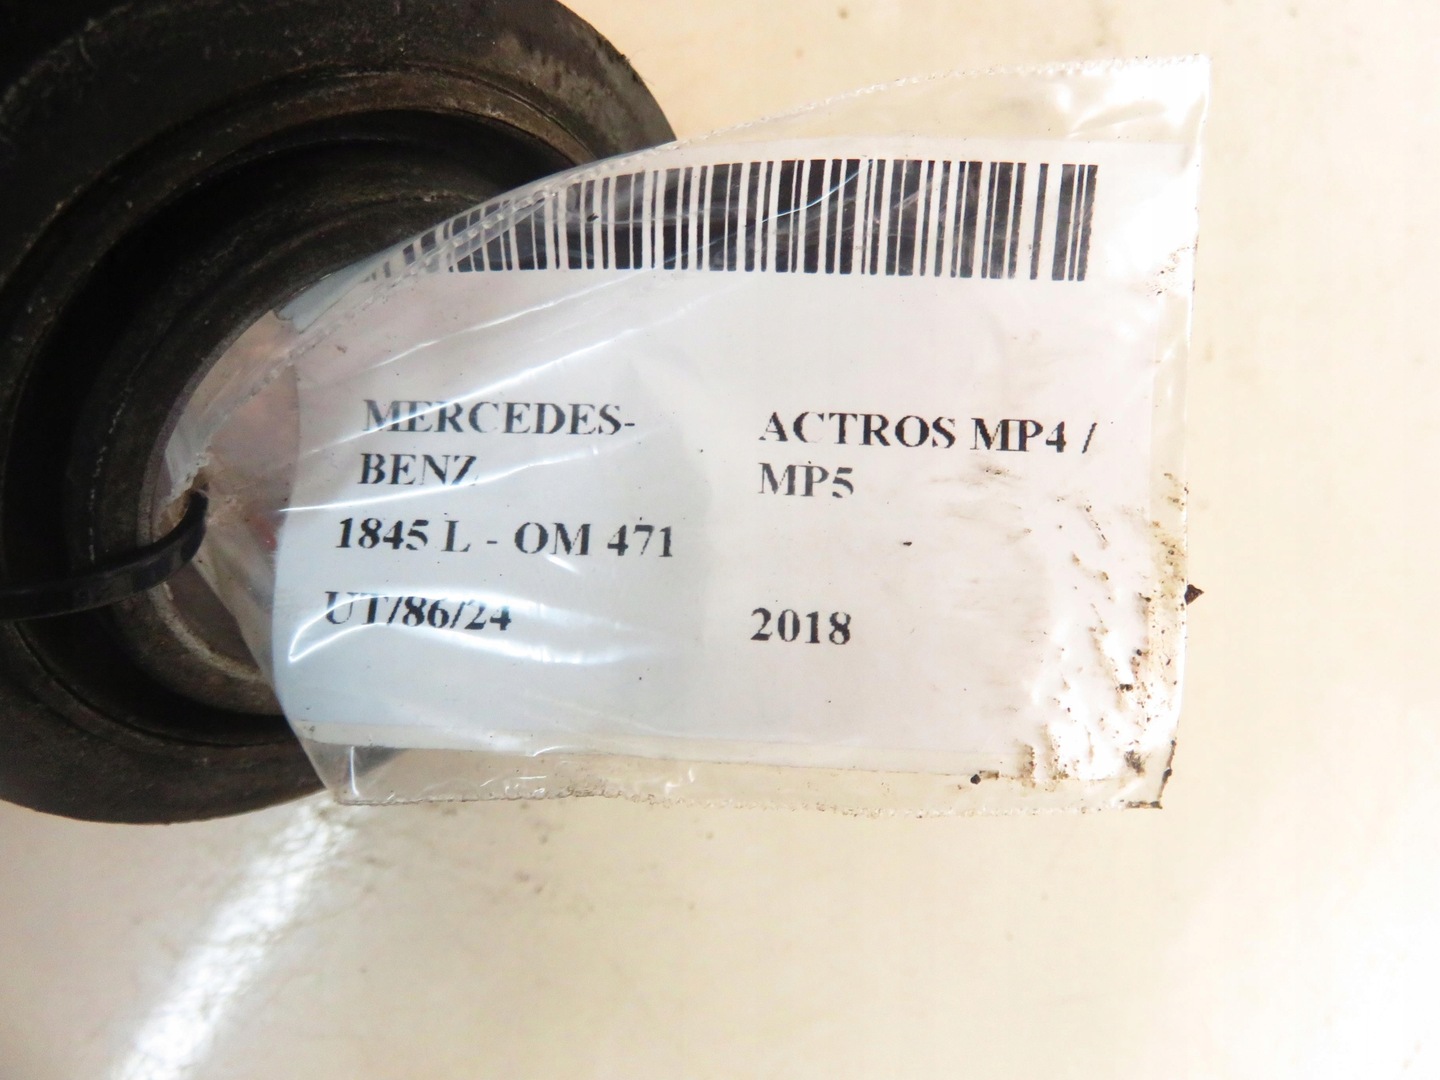 MERCEDES-
BENZ
ACTROS MP4 /
MP5
1845 L - OM 471
UT/86/24
2018